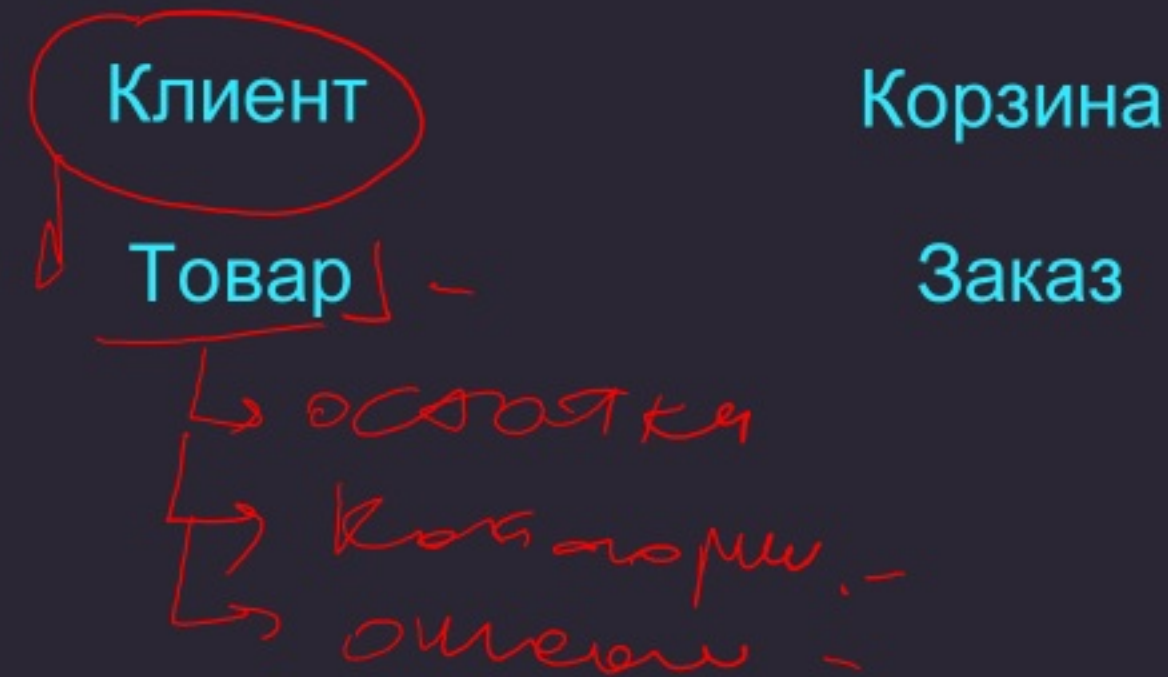 Клиент Корзина
Товар Заказ
остатки
категории